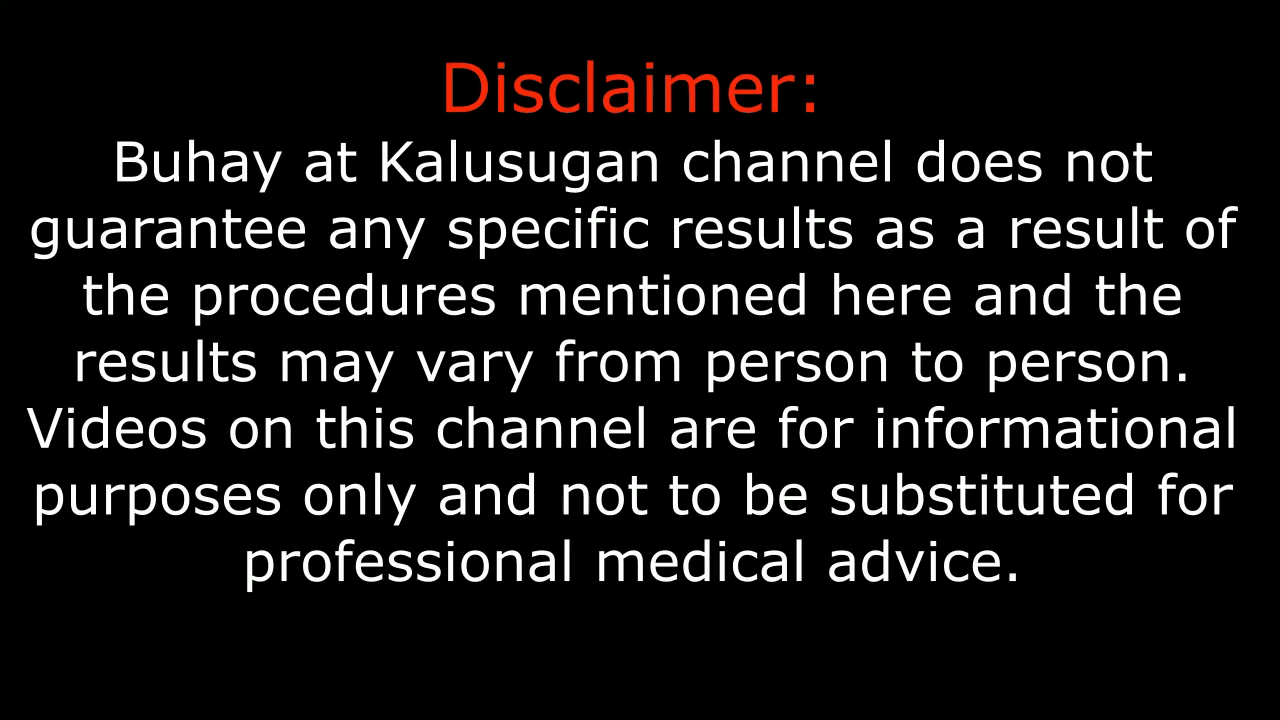 Disclaimer:
Buhay at Kalusugan channel does not
guarantee any specific results as a result of
the procedures mentioned here and the
results may vary from person to person.
Videos on this channel are for informational
purposes only and not to be substituted for
professional medical advice.